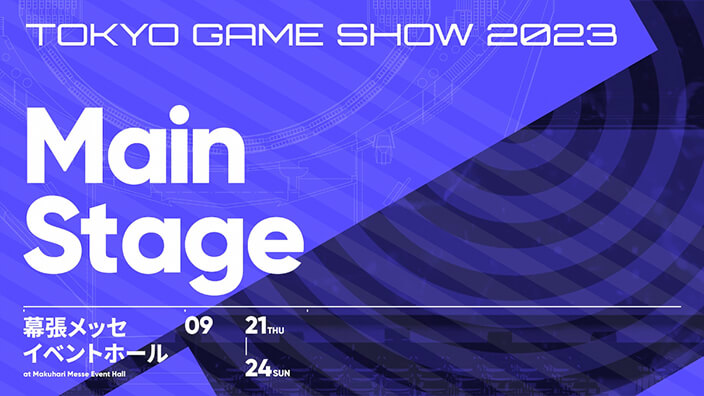 TOKYO GAME SHOW 2023
Main
Stage
幕張メッセ
イベントホール
at Makuhari Messe Event Hall
09
21THU
24SUN